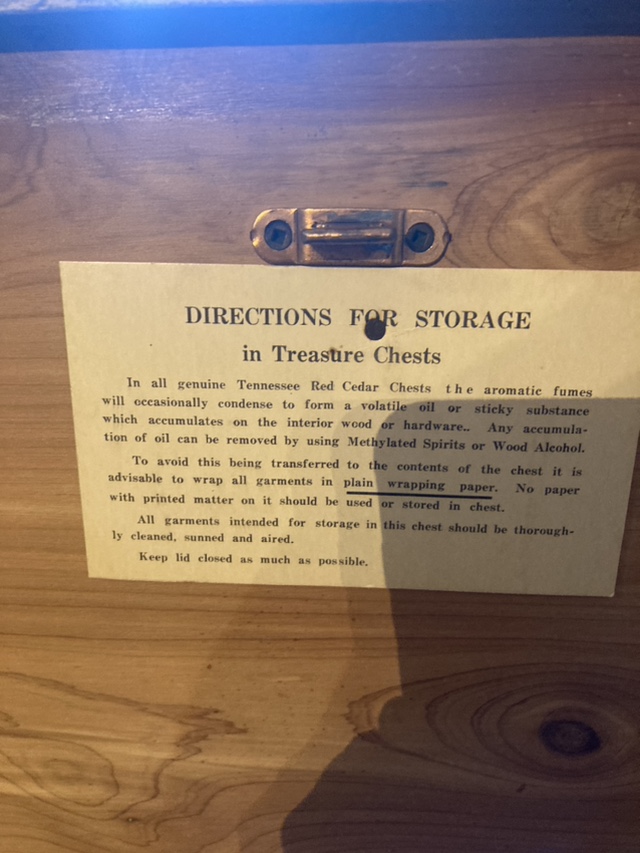 DIRECTIONS FOR STORAGE
in Treasure Chests
In all genuine Tennessee Red Cedar Chests the aromatic fumes
will occasionally condense to form a volatile oil or sticky substance
which accumulates on the interior wood or hardware.. Any accumula-
tion of oil can be removed by using Methylated Spirits or Wood Alcohol.
To avoid this being transferred to the contents of the chest it is
advisable to wrap all garments in plain wrapping paper. No paper
with printed matter on it should be used or stored in chest.
All garments intended for storage in this chest should be thorough-
ly cleaned, sunned and aired.
Keep lid closed as much as possible.